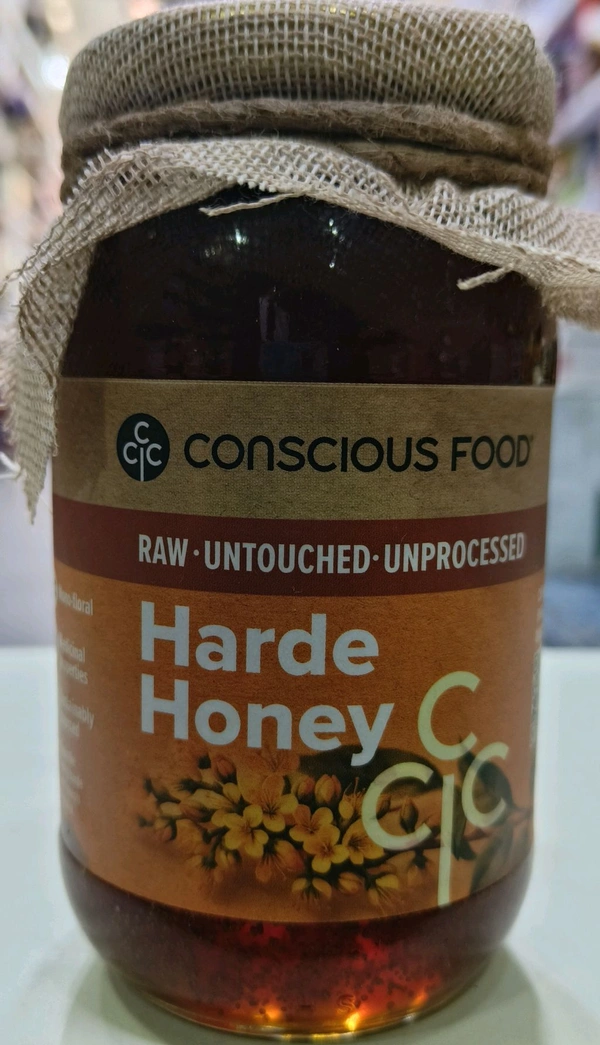 C
C C
CONSCIOUS FOOD
RAW·UNTOUCHED·UNPROCESSED
Harde
Honey
C
C C